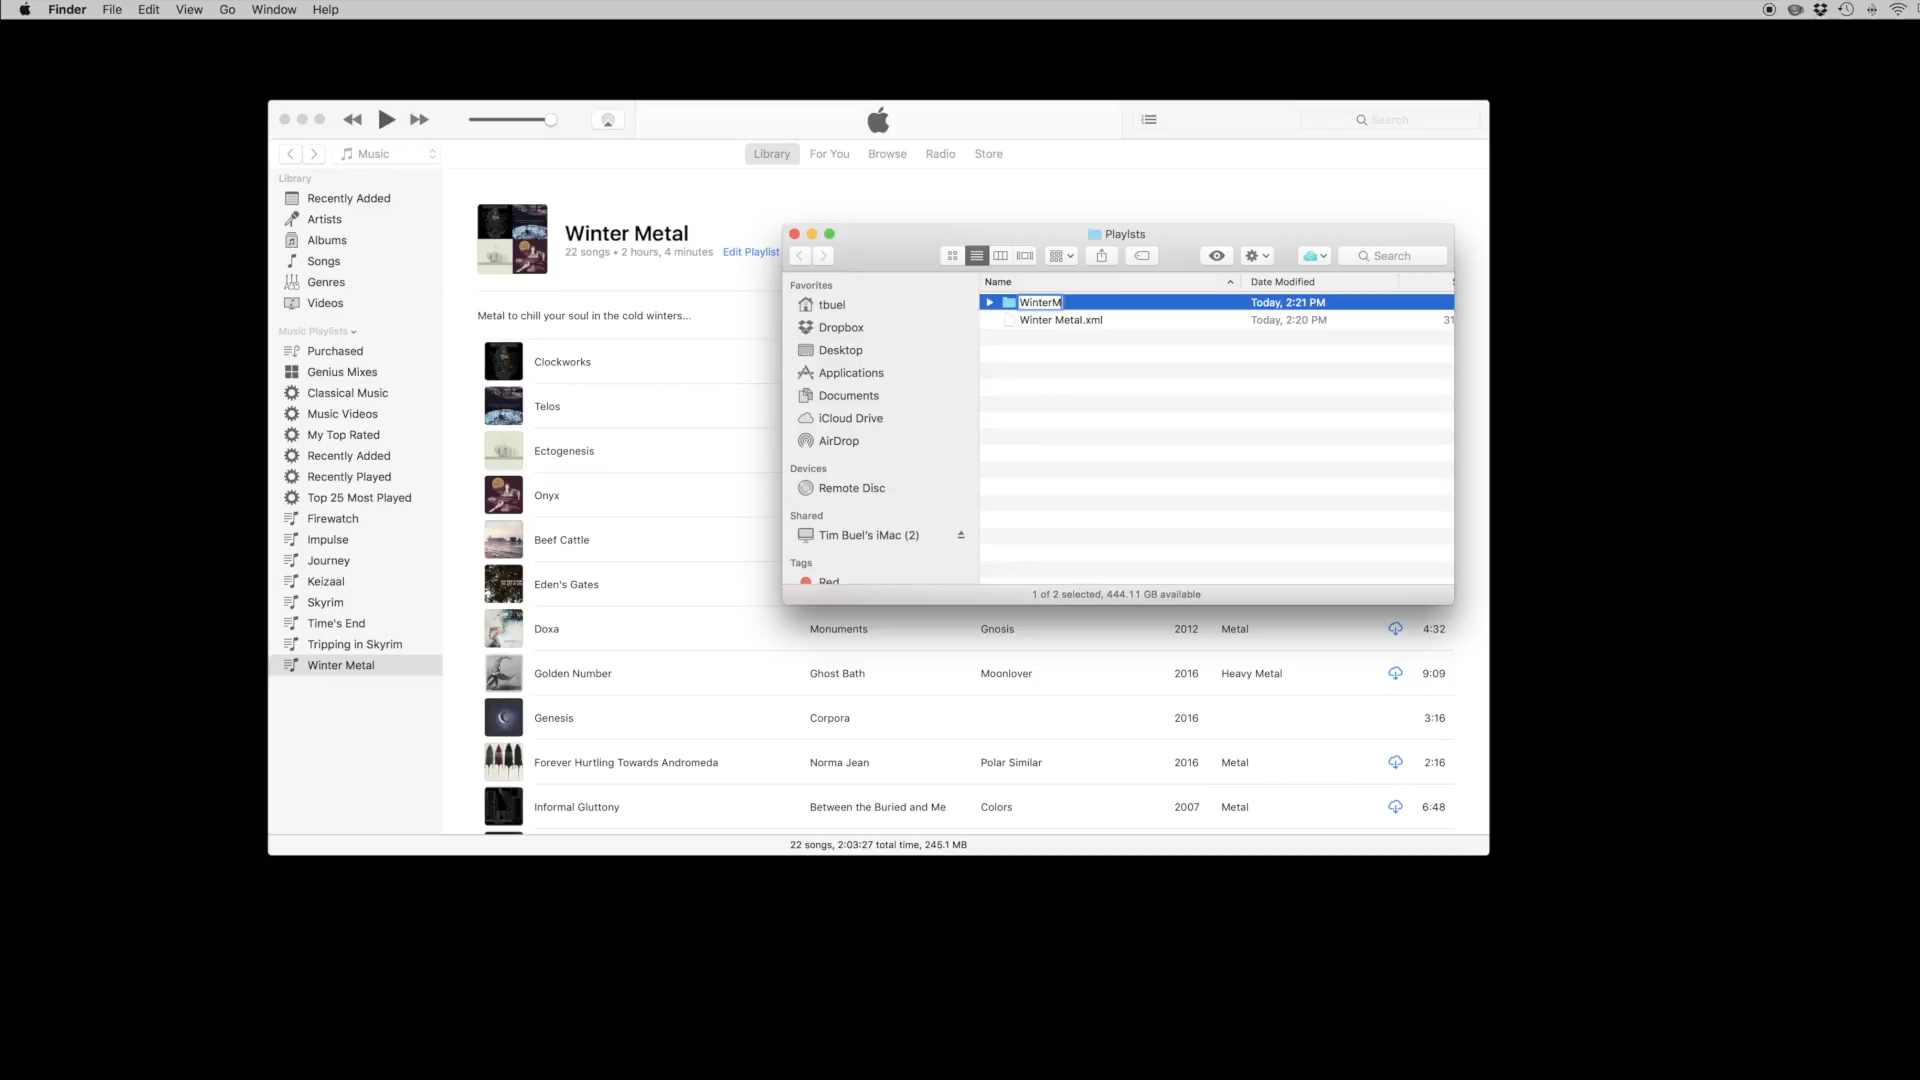 Finder File Edit View Go Window Help
Search
Music
Library For You Browse Radio Store
Library
Recently Added
Artists
Albums
Songs
Genres
Videos
Music Playlists
Purchased
Genius Mixes
Classical Music
Music Videos
My Top Rated
Recently Added
Recently Played
Top 25 Most Played
Firewatch
Impulse
Journey
Keizaal
Skyrim
Time's End
Tripping in Skyrim
Winter Metal
Winter Metal
22 songs • 2 hours, 4 minutes Edit Playlist
Metal to chill your soul in the cold winters...
Clockworks
Telos
Ectogenesis
Onyx
Beef Cattle
Eden's Gates
Doxa Monuments Gnosis 2012 Metal 4:32
Golden Number Ghost Bath Moonlover 2016 Heavy Metal 9:09
Genesis Corpora 2016 3:16
Forever Hurtling Towards Andromeda Norma Jean Polar Similar 2016 Metal 2:16
Informal Gluttony Between the Buried and Me Colors 2007 Metal 6:48
22 songs, 2:03:27 total time, 245.1 MB
Playlsts
Search
Favorites
tbuel
Dropbox
Desktop
Applications
Documents
iCloud Drive
AirDrop
Devices
Remote Disc
Shared
Tim Buel's iMac (2)
Tags
Red
Name Date Modified
WinterM Today, 2:21 PM
Winter Metal.xml Today, 2:20 PM 31
1 of 2 selected, 444.11 GB available